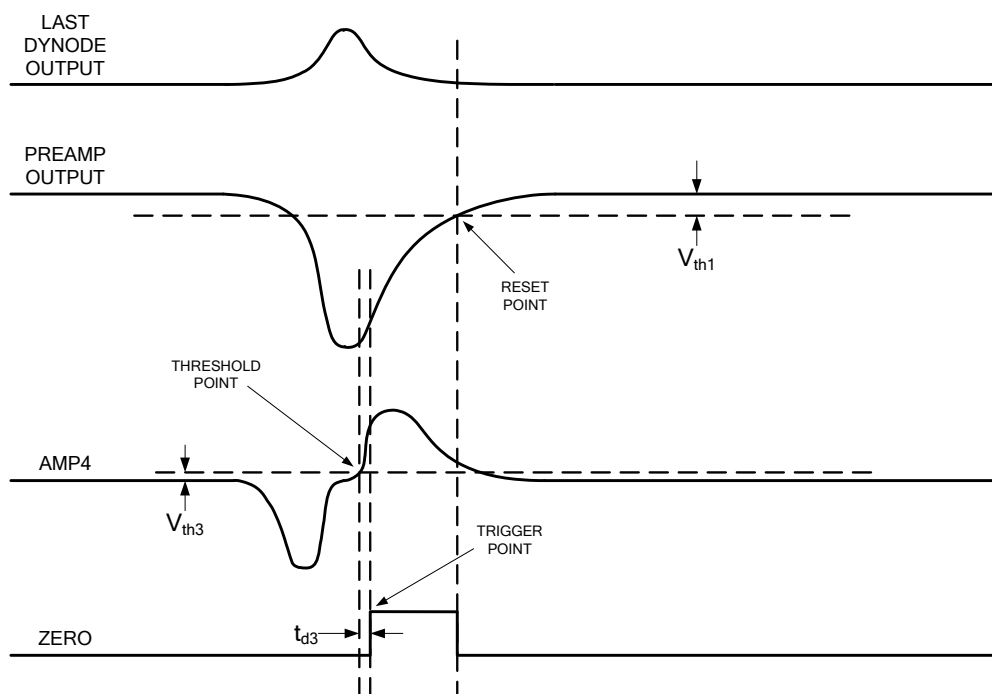 LAST
DYNODE
OUTPUT
PREAMP
OUTPUT
Vth1
RESET
POINT
THRESHOLD
POINT
AMP4
Vth3
TRIGGER
POINT
td3
ZERO